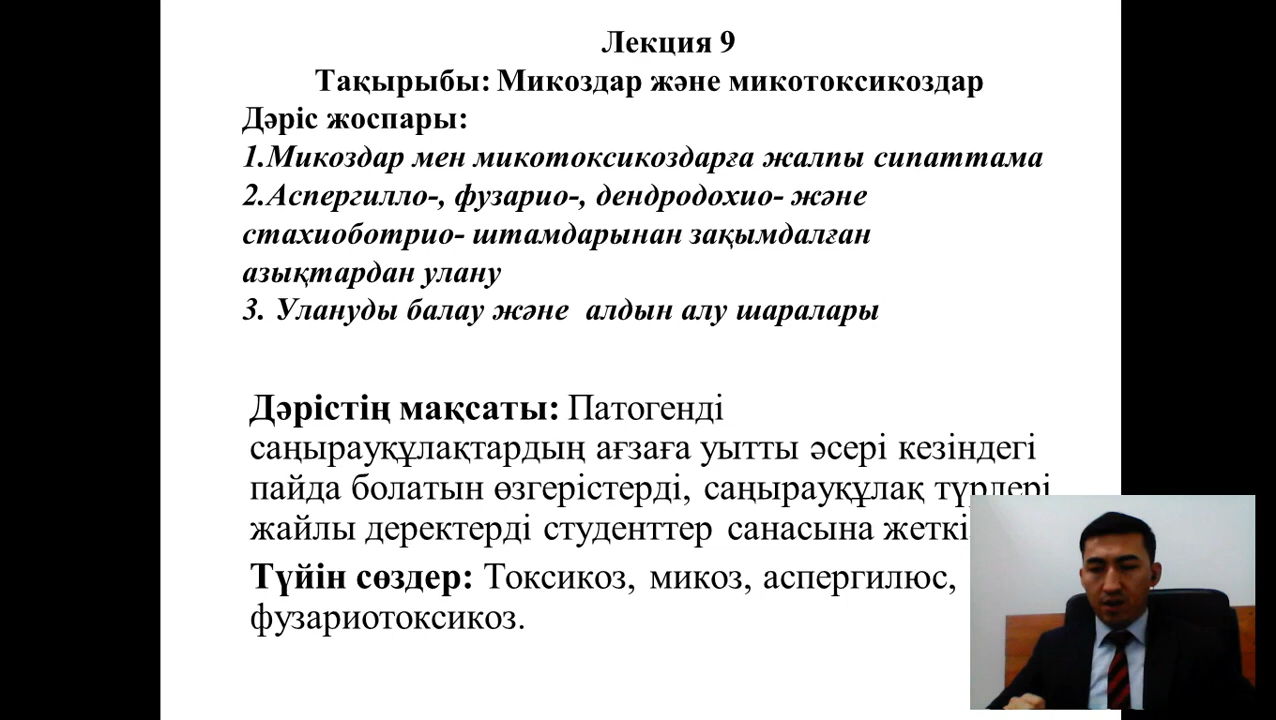 Лекция 9
Тақырыбы: Микоздар және микотоксикоздар
Дәріс жоспары:
1.Микоздар мен микотоксикоздарға жалпы сипаттама
2.Аспергилло-, фузарио-, дендродохио- және
стахиоботрио- штамдарынан зақымдалған
азықтардан улану
3. Улануды балау және алдын алу шаралары
Дәрістің мақсаты: Патогенді
саңырауқұлақтардың ағзаға уытты әсері кезіндегі
пайда болатын өзгерістерді, саңырауқұлақ түрлері
жайлы деректерді студенттер санасына
Түйін сөздер: Токсикоз, микоз, аспергилюс,
фузариотоксикоз.